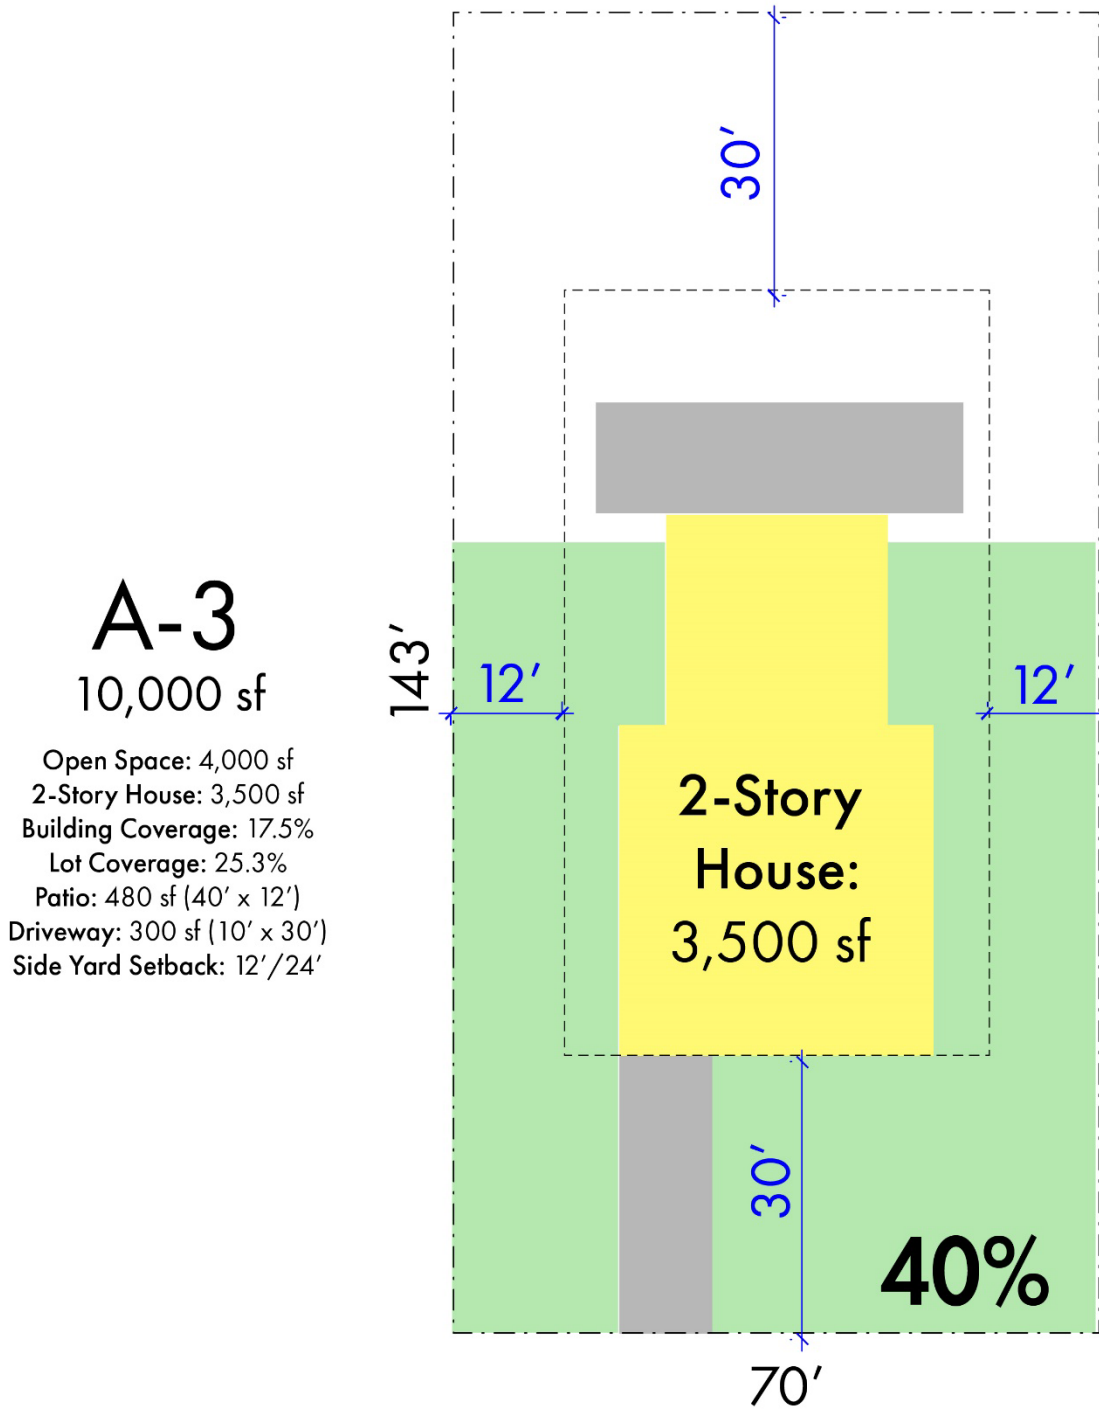 A-3
10,000 sf
Open Space: 4,000 sf
2-Story House: 3,500 sf
Building Coverage: 17.5%
Lot Coverage: 25.3%
Patio: 480 sf (40’ x 12’)
Driveway: 300 sf (10’ x 30’)
Side Yard Setback: 12’/24’
30’
143’
12’
12’
2-Story
House:
3,500 sf
30’
40%
70’